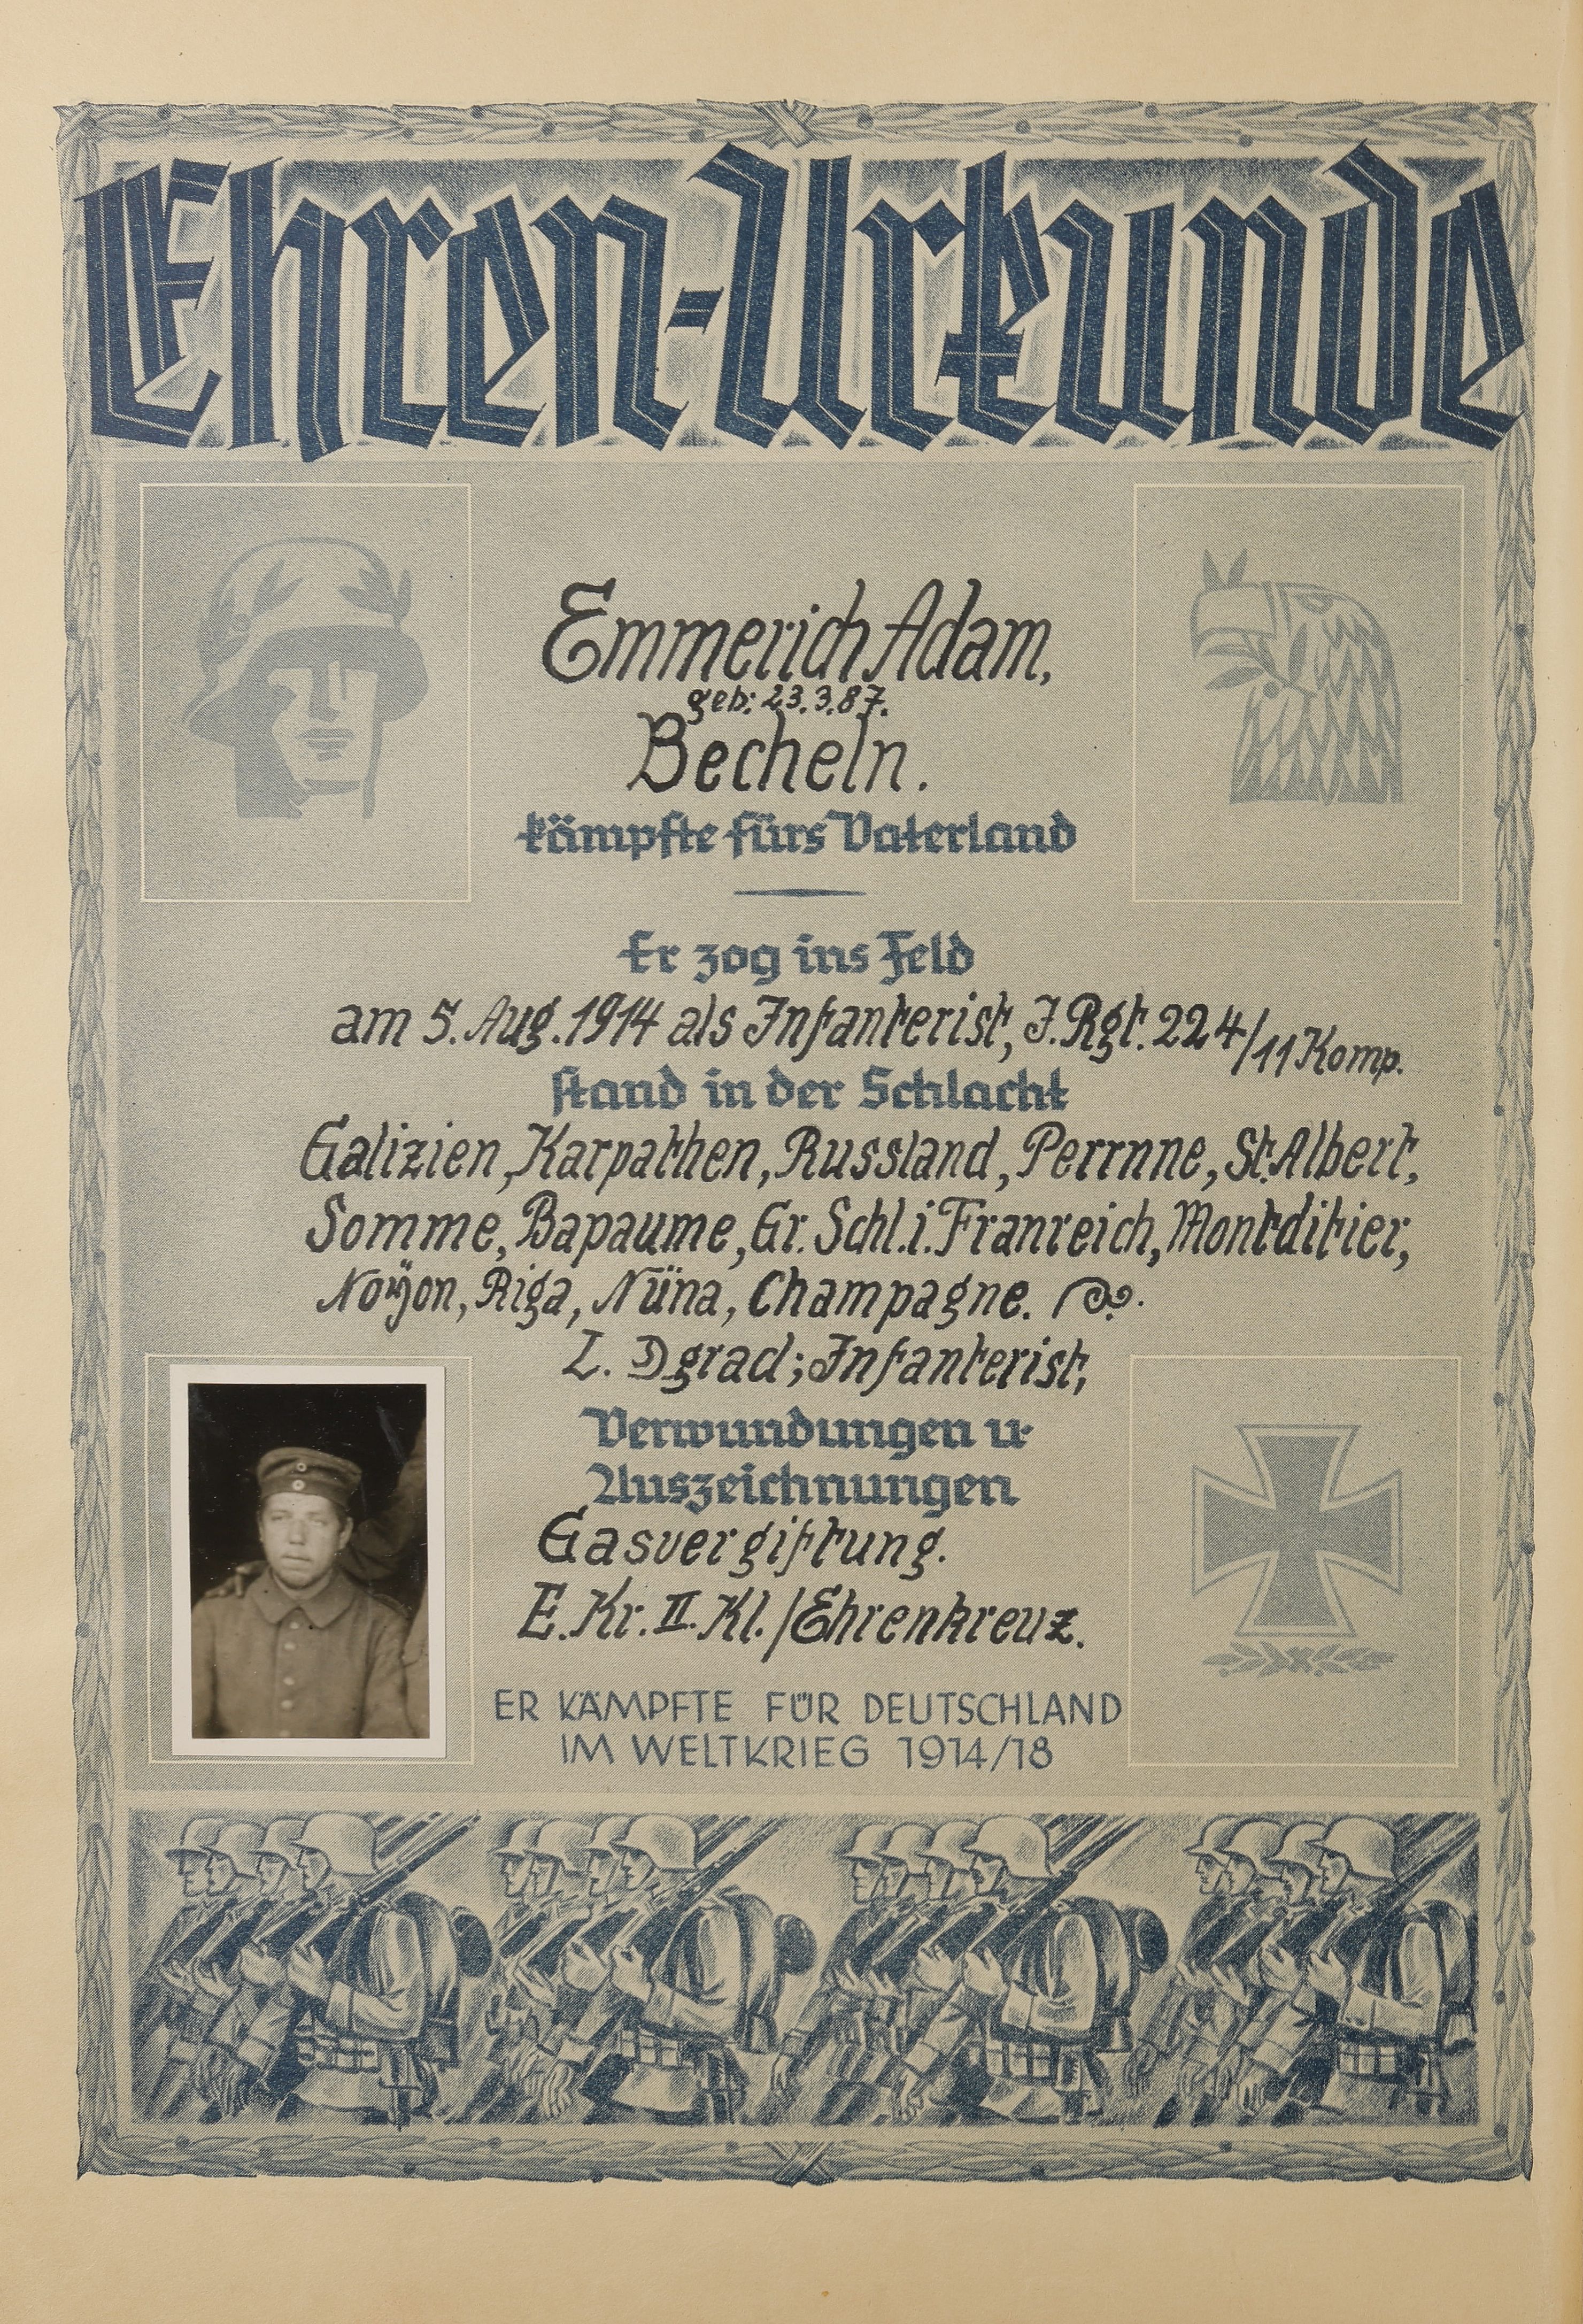 Ehren-Urkunde
Emmerich Adam,
geb: 23.3.87.
Becheln.
kämpfte fürs Vaterland
Er zog ins Feld
am 5. Aug. 1914 als Infanterist, J. Rgt. 224/11 Komp.
stand in der Schlacht
Galizien, Karpathen, Russland, Perrnne, St. Albert,
Somme, Bapaume, Gr. Schl. i. Franreich, Montditier,
Noÿon, Riga, Nüna, Champagne.
L. Dgrad; Infanterist,
Verwundungen u
Auszeichnungen
Gasvergiftung.
E. Kr. II. Kl. / Ehrenkreuz.
ER KÄMPFTE FÜR DEUTSCHLAND
IM WELTKRIEG 1914/18